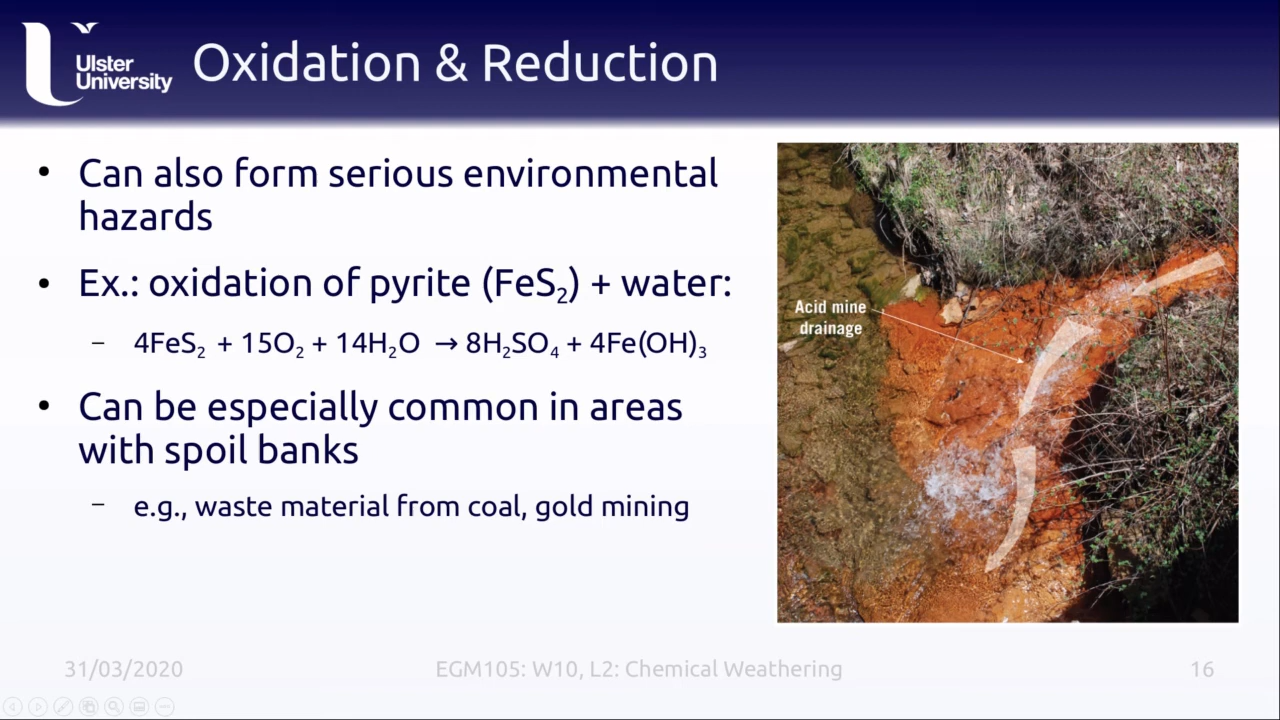 Ulster
University
Oxidation & Reduction
• Can also form serious environmental
hazards
• Ex.: oxidation of pyrite (FeS₂) + water:
– 4FeS₂ + 15O₂ + 14H₂O → 8H₂SO₄ + 4Fe(OH)₃
• Can be especially common in areas
with spoil banks
– e.g., waste material from coal, gold mining
Acid mine
drainage
31/03/2020
EGM105: W10, L2: Chemical Weathering
16